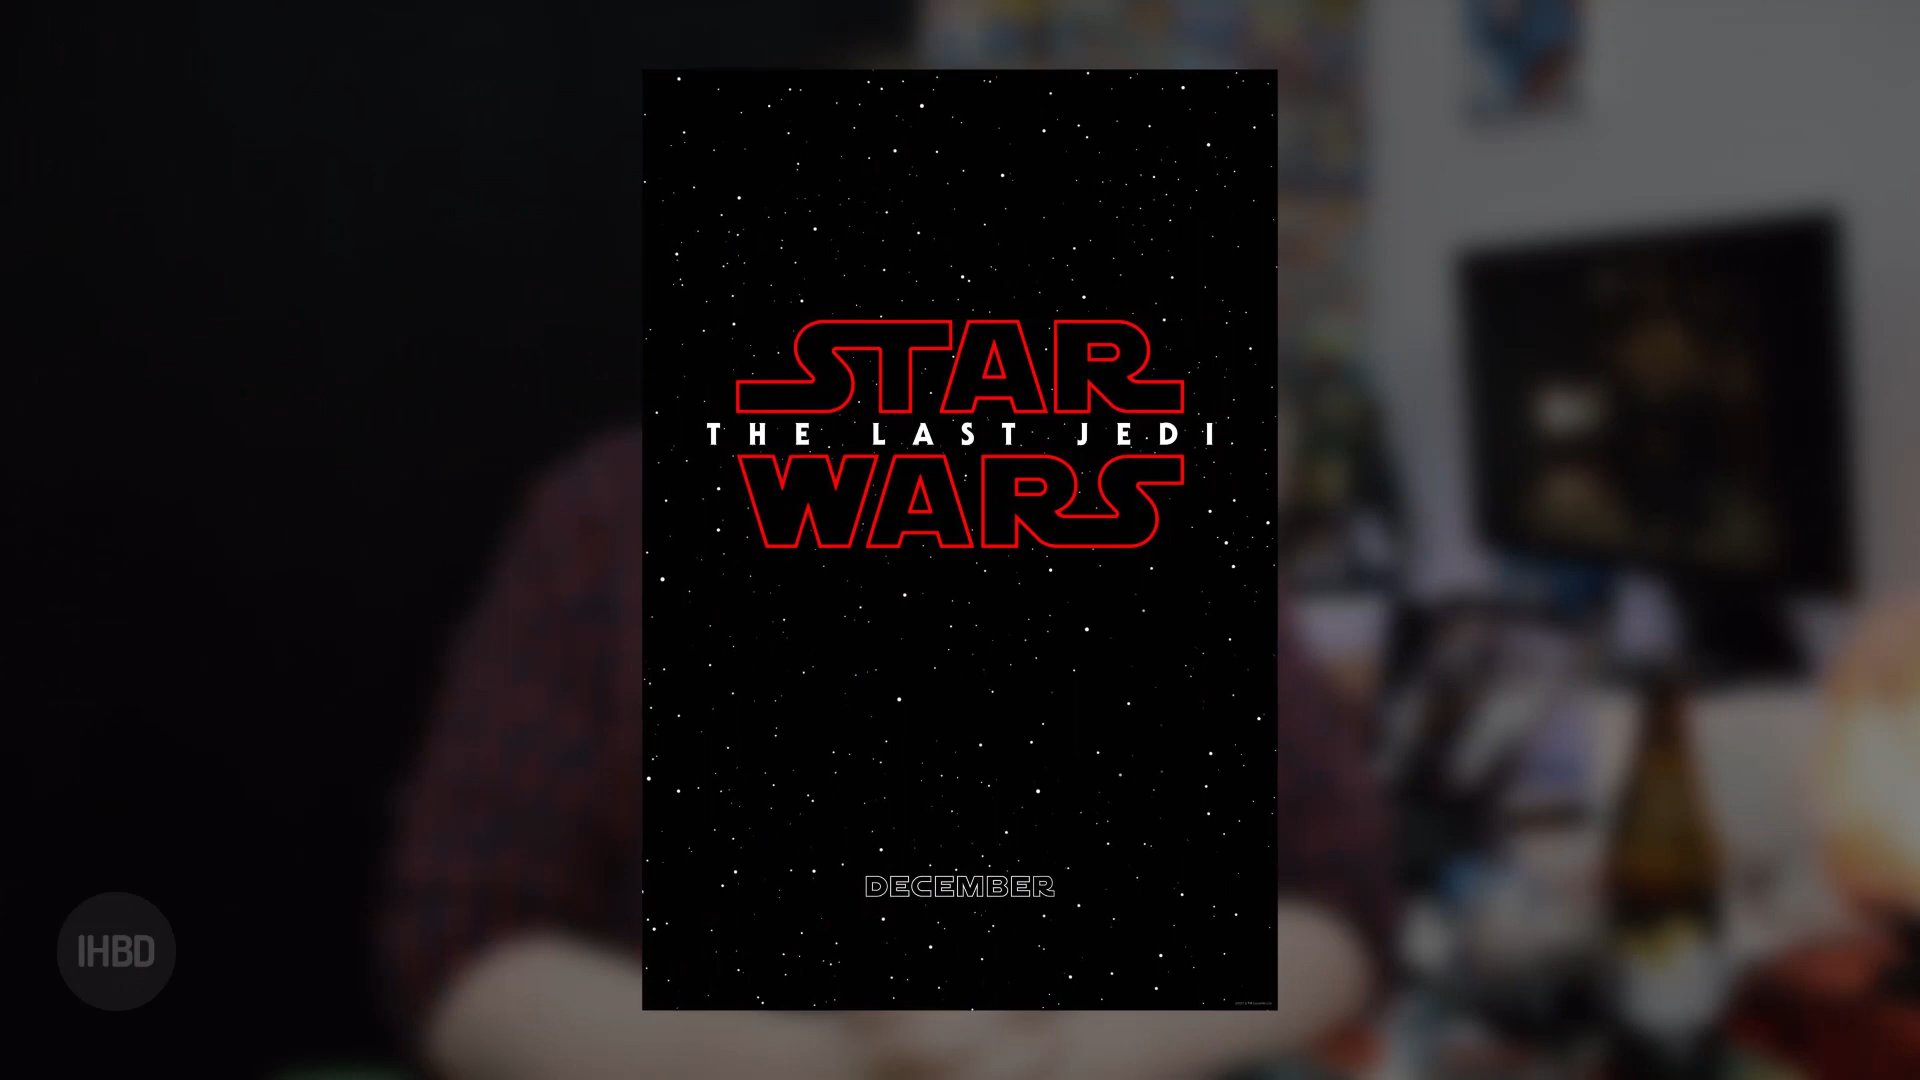 STAR
THE LAST JEDI
WARS
DECEMBER
IHBD